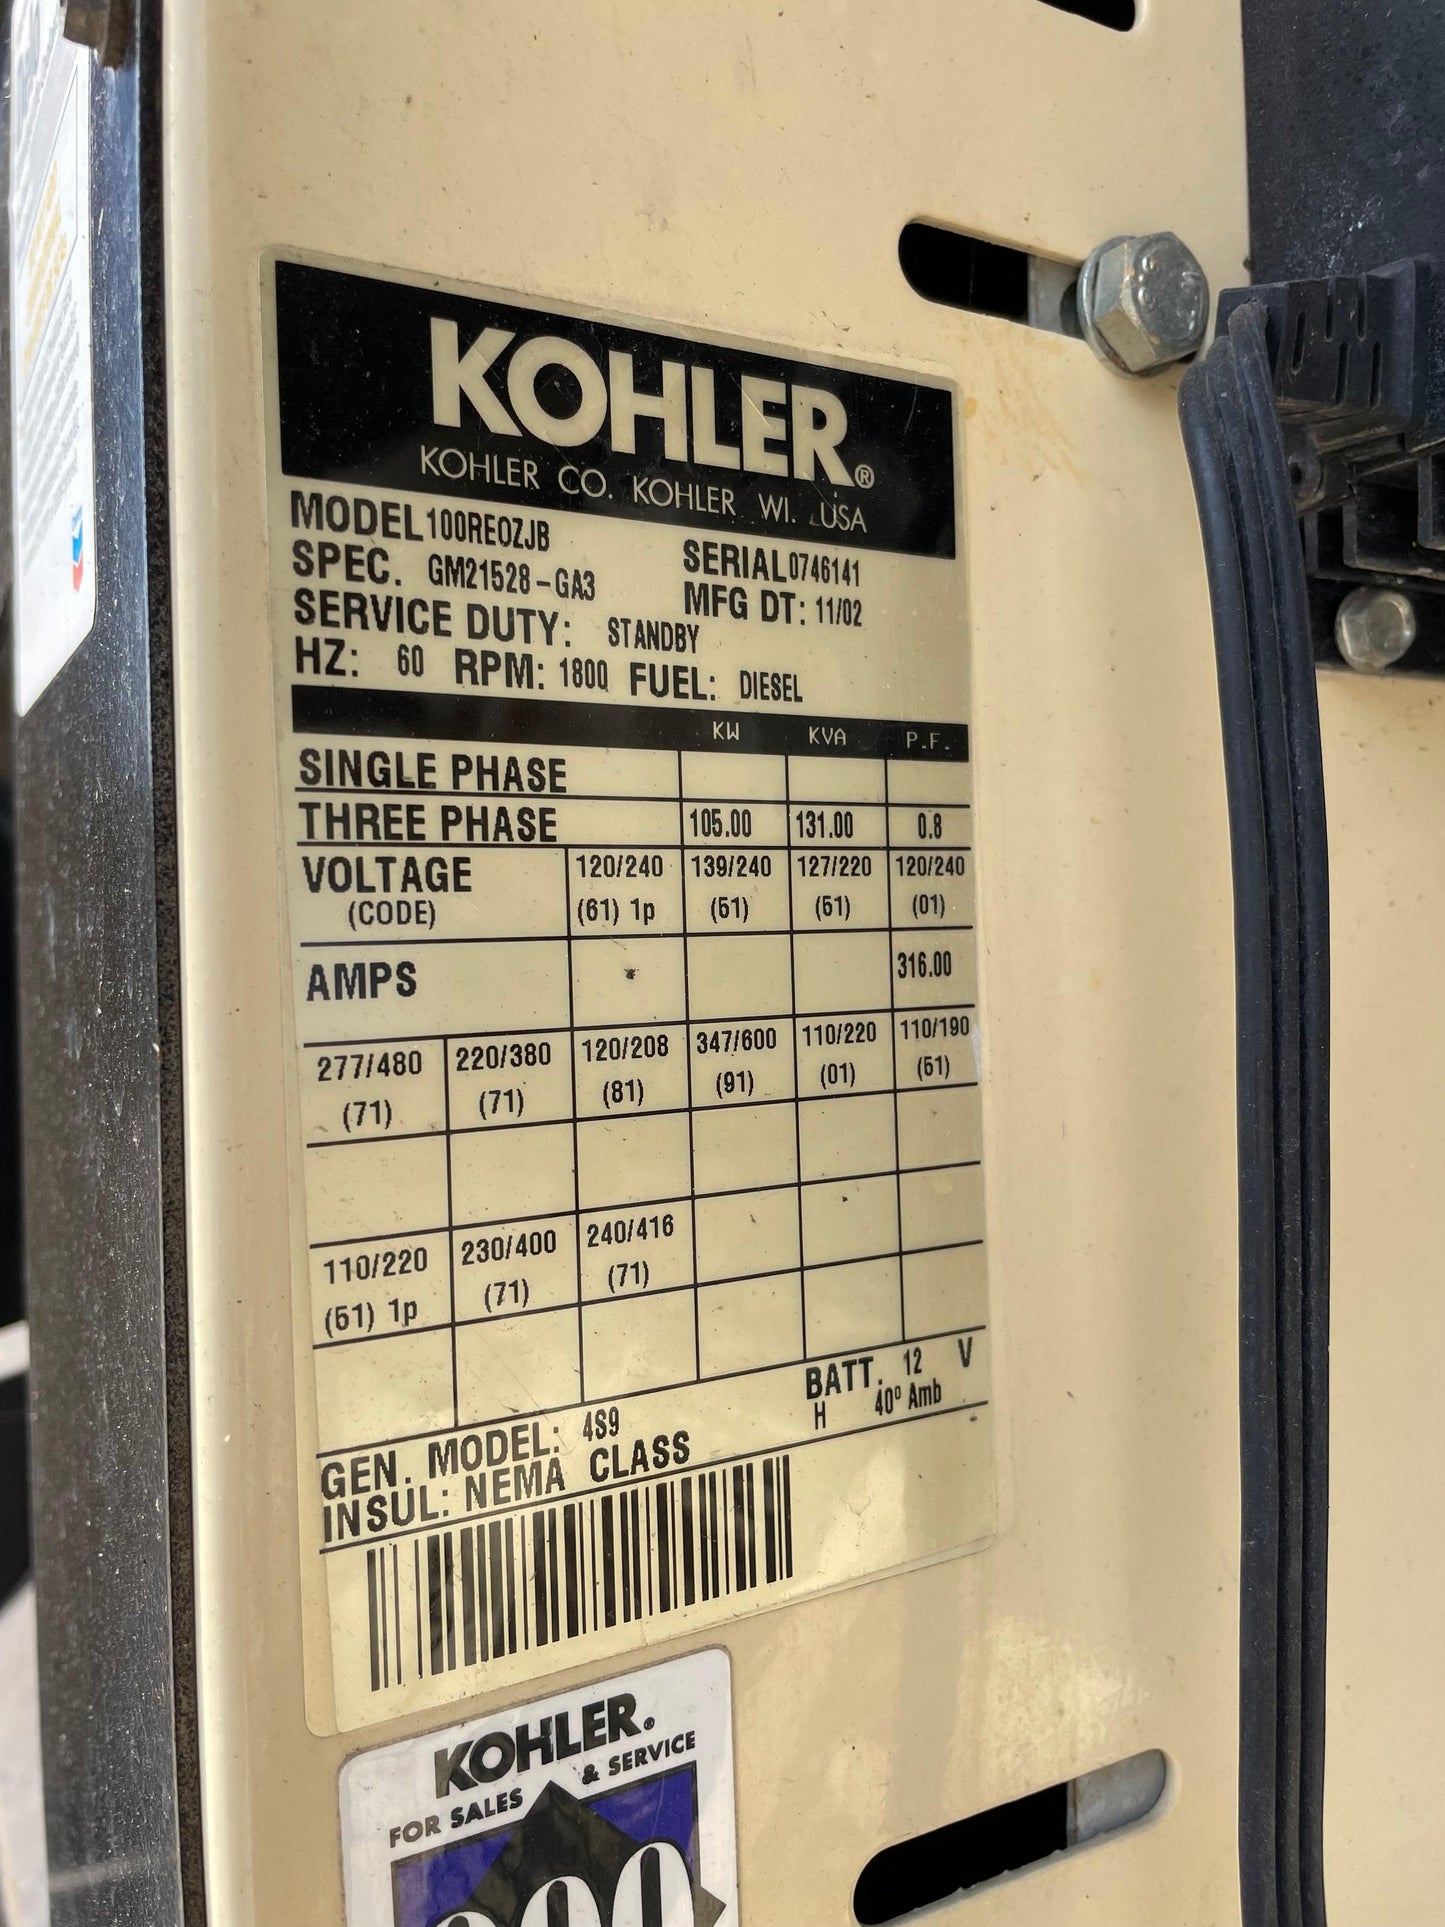 KOHLER®
KOHLER CO. KOHLER WI. USA
MODEL 100REOZJB
SERIAL 0746141
SPEC. GM21528-GA3
MFG DT: 11/02
SERVICE DUTY: STANDBY
HZ: 60 RPM: 1800 FUEL: DIESEL
KW KVA P.F.
SINGLE PHASE
THREE PHASE 105.00 131.00 0.8
VOLTAGE 120/240 139/240 127/220 120/240
(CODE) (61) 1p (51) (61) (01)
AMPS 316.00
277/480 220/380 120/208 347/600 110/220 110/190
(71) (71) (81) (91) (01) (61)
110/220 230/400 240/416
(61) 1p (71) (71)
BATT. 12 V
GEN. MODEL: 4S9 H 40° Amb
INSUL: NEMA CLASS
KOHLER®
FOR SALES & SERVICE